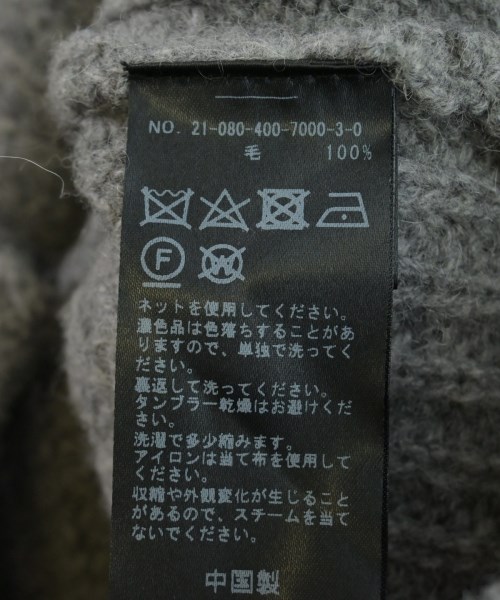 NO. 21-080-400-7000-3-0
毛 100%
F
W
ネットを使用してください。
濃色品は色落ちすることがあ
りますので、単独で洗ってく
ださい。
裏返して洗ってください。
タンブラー乾燥はお避けくだ
さい。
洗濯で多少縮みます。
アイロンは当て布を使用して
ください。
収縮や外観変化が生じること
があるので、スチームを当て
ないでください。
中国製